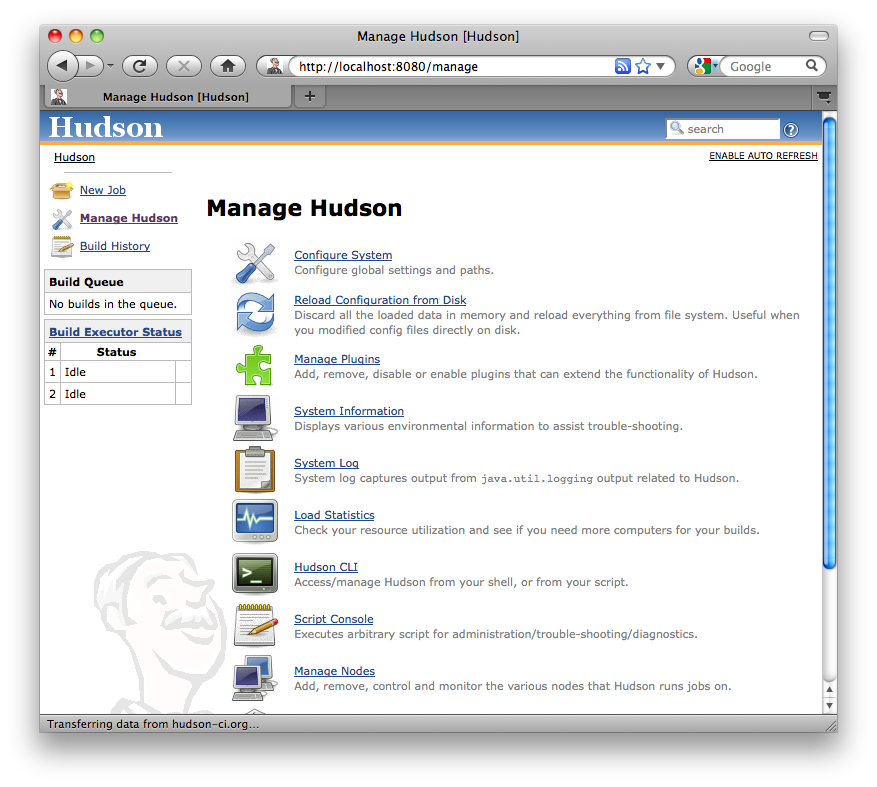 Manage Hudson [Hudson]
http://localhost:8080/manage
Google
Manage Hudson [Hudson]
Hudson
search
Hudson
ENABLE AUTO REFRESH
New Job
Manage Hudson
Build History
Build Queue
No builds in the queue.
Build Executor Status
# Status
1 Idle
2 Idle
Manage Hudson
Configure System
Configure global settings and paths.
Reload Configuration from Disk
Discard all the loaded data in memory and reload everything from file system. Useful when
you modified config files directly on disk.
Manage Plugins
Add, remove, disable or enable plugins that can extend the functionality of Hudson.
System Information
Displays various environmental information to assist trouble-shooting.
System Log
System log captures output from java.util.logging output related to Hudson.
Load Statistics
Check your resource utilization and see if you need more computers for your builds.
Hudson CLI
Access/manage Hudson from your shell, or from your script.
Script Console
Executes arbitrary script for administration/trouble-shooting/diagnostics.
Manage Nodes
Add, remove, control and monitor the various nodes that Hudson runs jobs on.
Transferring data from hudson-ci.org...